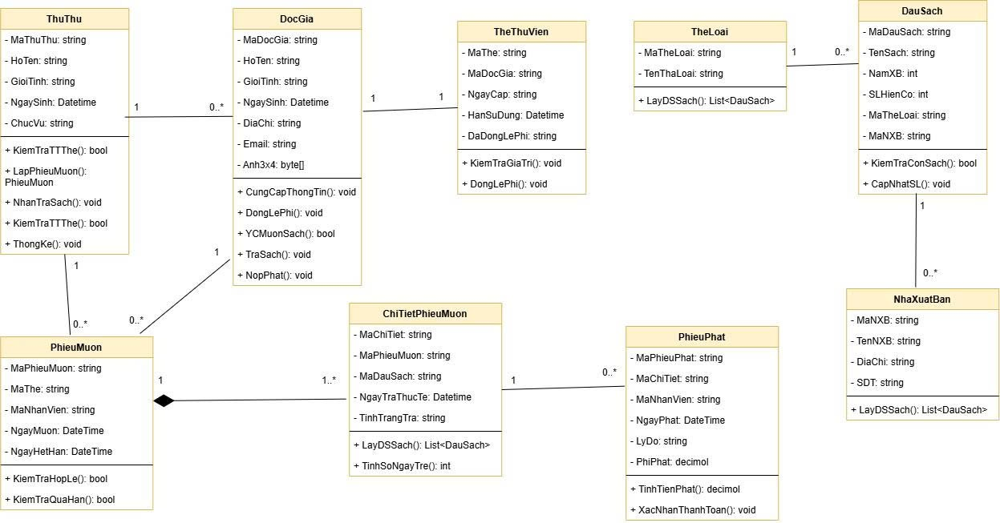 ThuThu
- MaThuThu: string
- HoTen: string
- GioiTinh: string
- NgaySinh: Datetime
- ChucVu: string
+ KiemTraTTThe(): bool
+ LapPhieuMuon():
PhieuMuon
+ NhanTraSach(): void
+ KiemTraTTThe(): bool
+ ThongKe(): void
1
0..*
DocGia
- MaDocGia: string
- HoTen: string
- GioiTinh: string
- NgaySinh: Datetime
- DiaChi: string
- Email: string
- Anh3x4: byte[]
+ CungCapThongTin(): void
+ DongLePhi(): void
+ YCMuonSach(): bool
+ TraSach(): void
+ NopPhat(): void
1
1
TheThuVien
- MaThe: string
- MaDocGia: string
- NgayCap: string
- HanSuDung: Datetime
- DaDongLePhi: string
+ KiemTraGiaTri(): void
+ DongLePhi(): void
TheLoai
- MaTheLoai: string
- TenThaLoai: string
+ LayDSSach(): List<DauSach>
1
0..*
DauSach
- MaDauSach: string
- TenSach: string
- NamXB: int
- SLHienCo: int
- MaTheLoai: string
- MaNXB: string
+ KiemTraConSach(): bool
+ CapNhatSL(): void
1
0..*
1
0..*
1
0..*
PhieuMuon
- MaPhieuMuon: string
- MaThe: string
- MaNhanVien: string
- NgayMuon: DateTime
- NgayHetHan: DateTime
+ KiemTraHopLe(): bool
+ KiemTraQuaHan(): bool
1
1..*
ChiTietPhieuMuon
- MaChiTiet: string
- MaPhieuMuon: string
- MaDauSach: string
- NgayTraThucTe: Datetime
- TinhTrangTra: string
+ LayDSSach(): List<DauSach>
+ TinhSoNgayTre(): int
1
0..*
PhieuPhat
- MaPhieuPhat: string
- MaChiTiet: string
- MaNhanVien: string
- NgayPhat: DateTime
- LyDo: string
- PhiPhat: decimol
+ TinhTienPhat(): decimol
+ XacNhanThanhToan(): void
NhaXuatBan
- MaNXB: string
- TenNXB: string
- DiaChi: string
- SDT: string
+ LayDSSach(): List<DauSach>